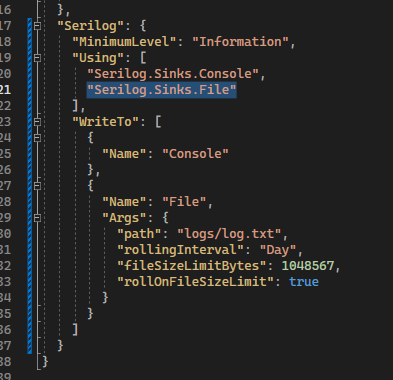 16 },
17 "Serilog": {
18 "MinimumLevel": "Information",
19 "Using": [
20 "Serilog.Sinks.Console",
21 "Serilog.Sinks.File"
22 ],
23 "WriteTo": [
24 {
25 "Name": "Console"
26 },
27 {
28 "Name": "File",
29 "Args": {
30 "path": "logs/log.txt",
31 "rollingInterval": "Day",
32 "fileSizeLimitBytes": 1048567,
33 "rollOnFileSizeLimit": true
34 }
35 }
36 ]
37 }
38 }
39